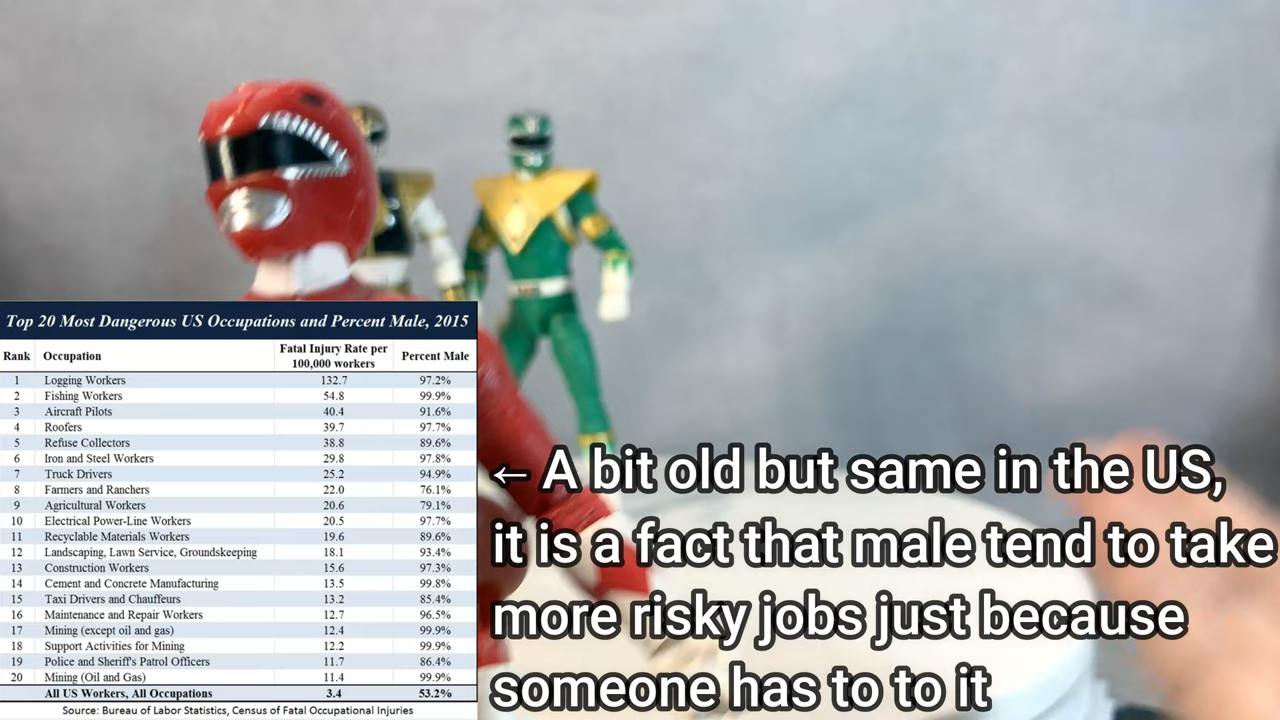 Top 20 Most Dangerous US Occupations and Percent Male, 2015
Rank Occupation Fatal Injury Rate per 100,000 workers Percent Male
1 Logging Workers 132.7 97.2%
2 Fishing Workers 54.8 99.9%
3 Aircraft Pilots 40.4 91.6%
4 Roofers 39.7 97.7%
5 Refuse Collectors 38.8 89.6%
6 Iron and Steel Workers 29.8 97.8%
7 Truck Drivers 25.2 94.9%
8 Farmers and Ranchers 22.0 76.1%
9 Agricultural Workers 20.6 79.1%
10 Electrical Power-Line Workers 20.5 97.7%
11 Recyclable Materials Workers 19.6 89.6%
12 Landscaping, Lawn Service, Groundskeeping 18.1 93.4%
13 Construction Workers 15.6 97.3%
14 Cement and Concrete Manufacturing 13.5 99.8%
15 Taxi Drivers and Chauffeurs 13.2 85.4%
16 Maintenance and Repair Workers 12.7 96.5%
17 Mining (except oil and gas) 12.4 99.9%
18 Support Activities for Mining 12.2 99.9%
19 Police and Sheriff's Patrol Officers 11.7 86.4%
20 Mining (Oil and Gas) 11.4 99.9%
All US Workers, All Occupations 3.4 53.2%
Source: Bureau of Labor Statistics, Census of Fatal Occupational Injuries
← A bit old but same in the US,
it is a fact that male tend to take
more risky jobs just because
someone has to to it